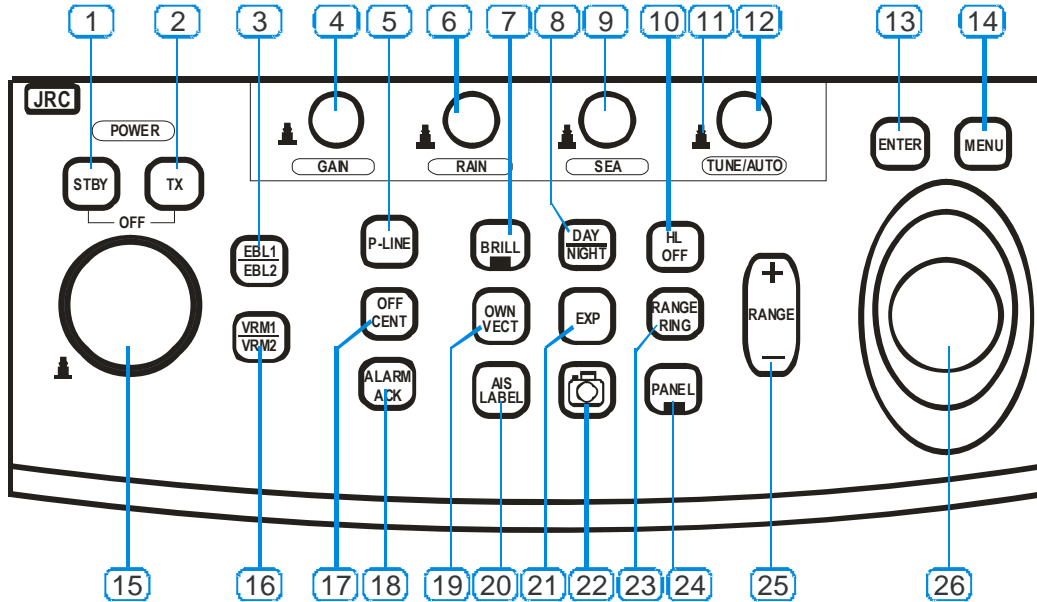 1 2 3 4 5 6 7 8 9 10 11 12 13 14
JRC
POWER
STBY TX
OFF
GAIN RAIN SEA TUNE/AUTO
ENTER MENU
EBL1
EBL2
P-LINE
BRILL
DAY
NIGHT
HL
OFF
VRM1
VRM2
OFF
CENT
OWN
VECT
EXP
RANGE
RING
+
RANGE
−
ALARM
ACK
AIS
LABEL
PANEL
15 16 17 18 19 20 21 22 23 24 25 26